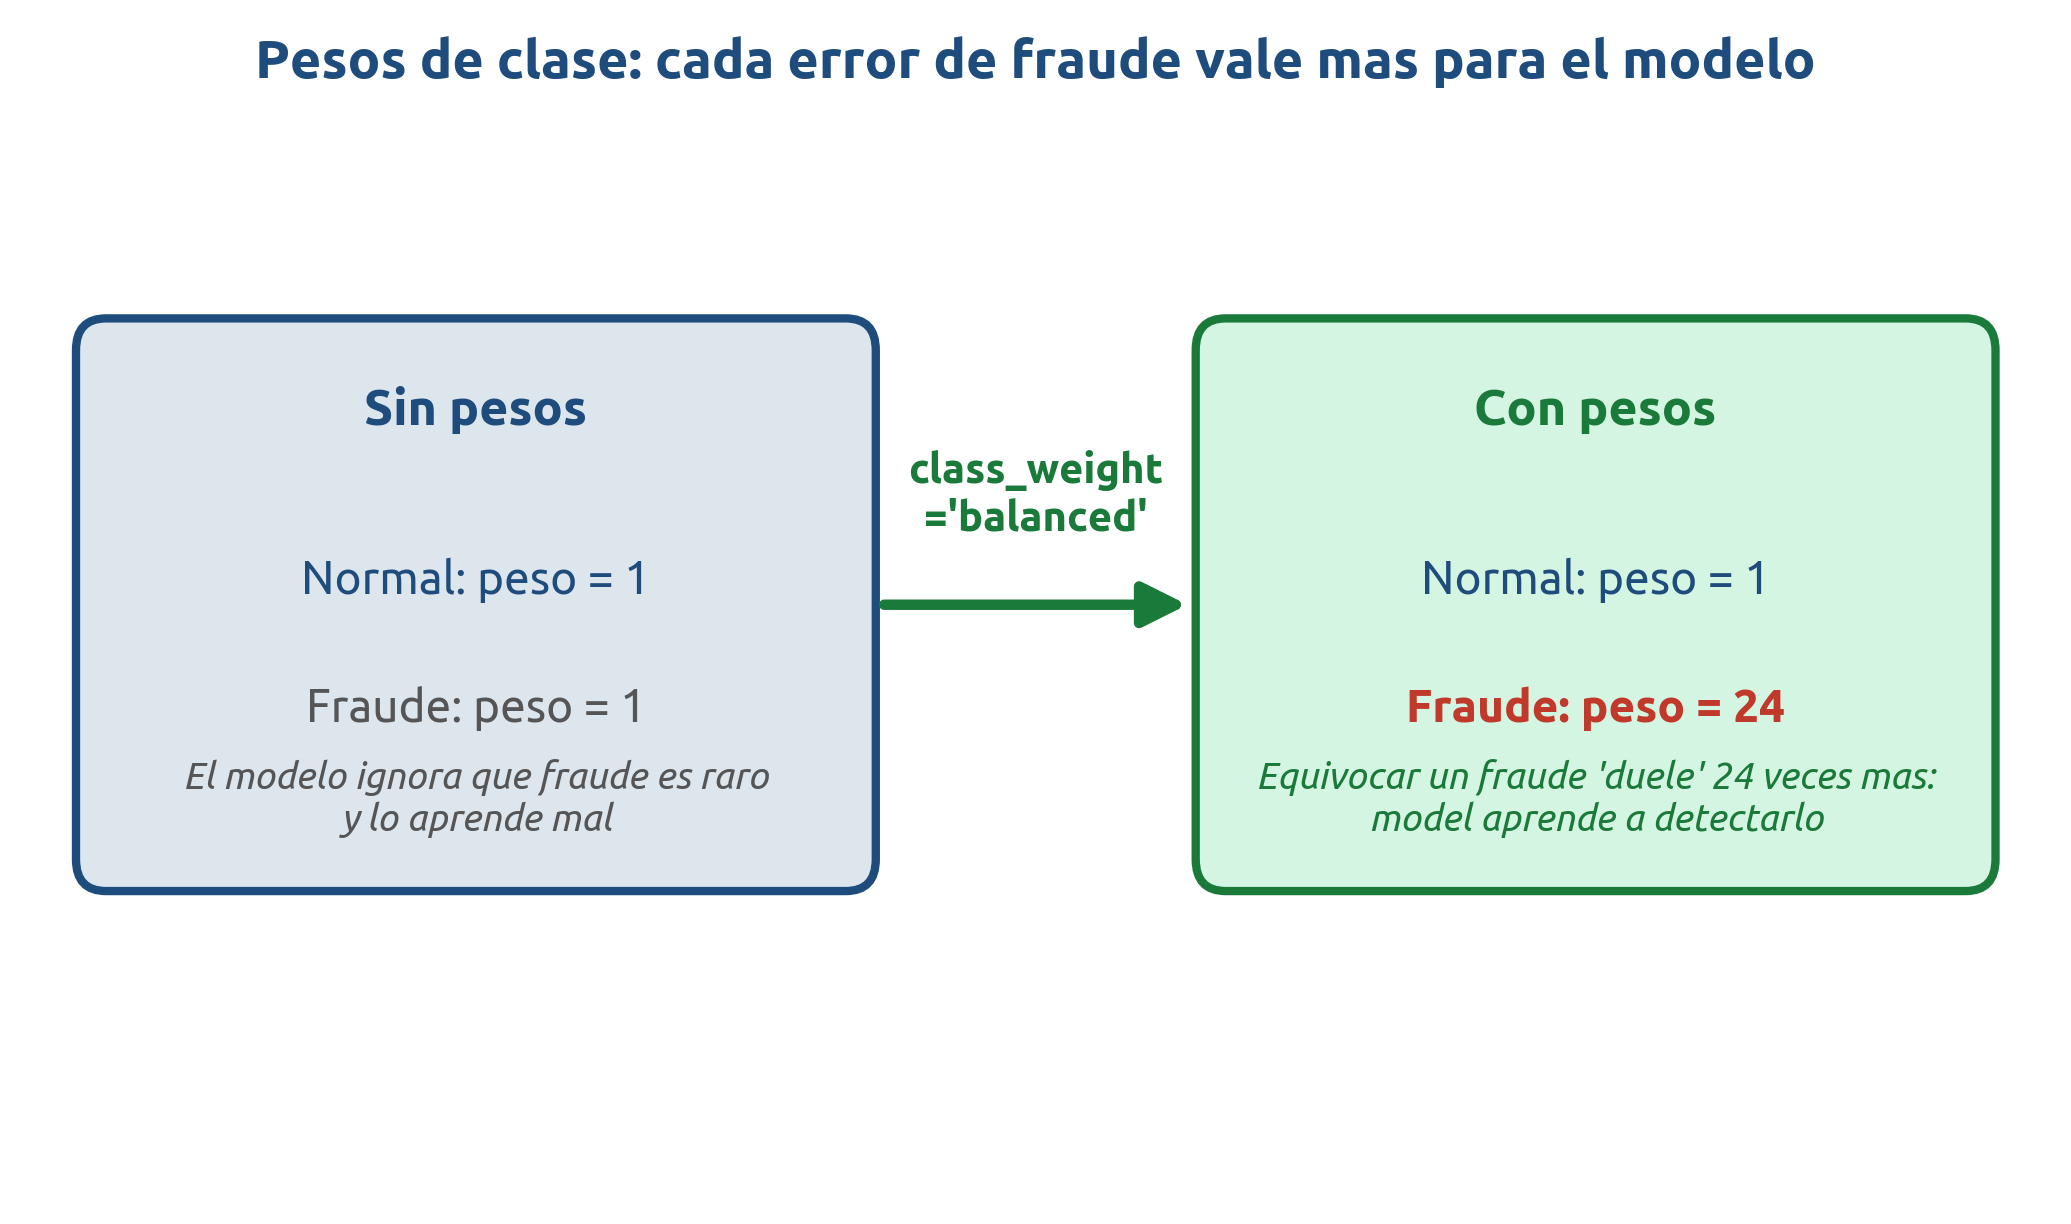 Pesos de clase: cada error de fraude vale mas para el modelo
Sin pesos
Normal: peso = 1
Fraude: peso = 1
El modelo ignora que fraude es raro
y lo aprende mal
class_weight
='balanced'
Con pesos
Normal: peso = 1
Fraude: peso = 24
Equivocar un fraude 'duele' 24 veces mas:
model aprende a detectarlo